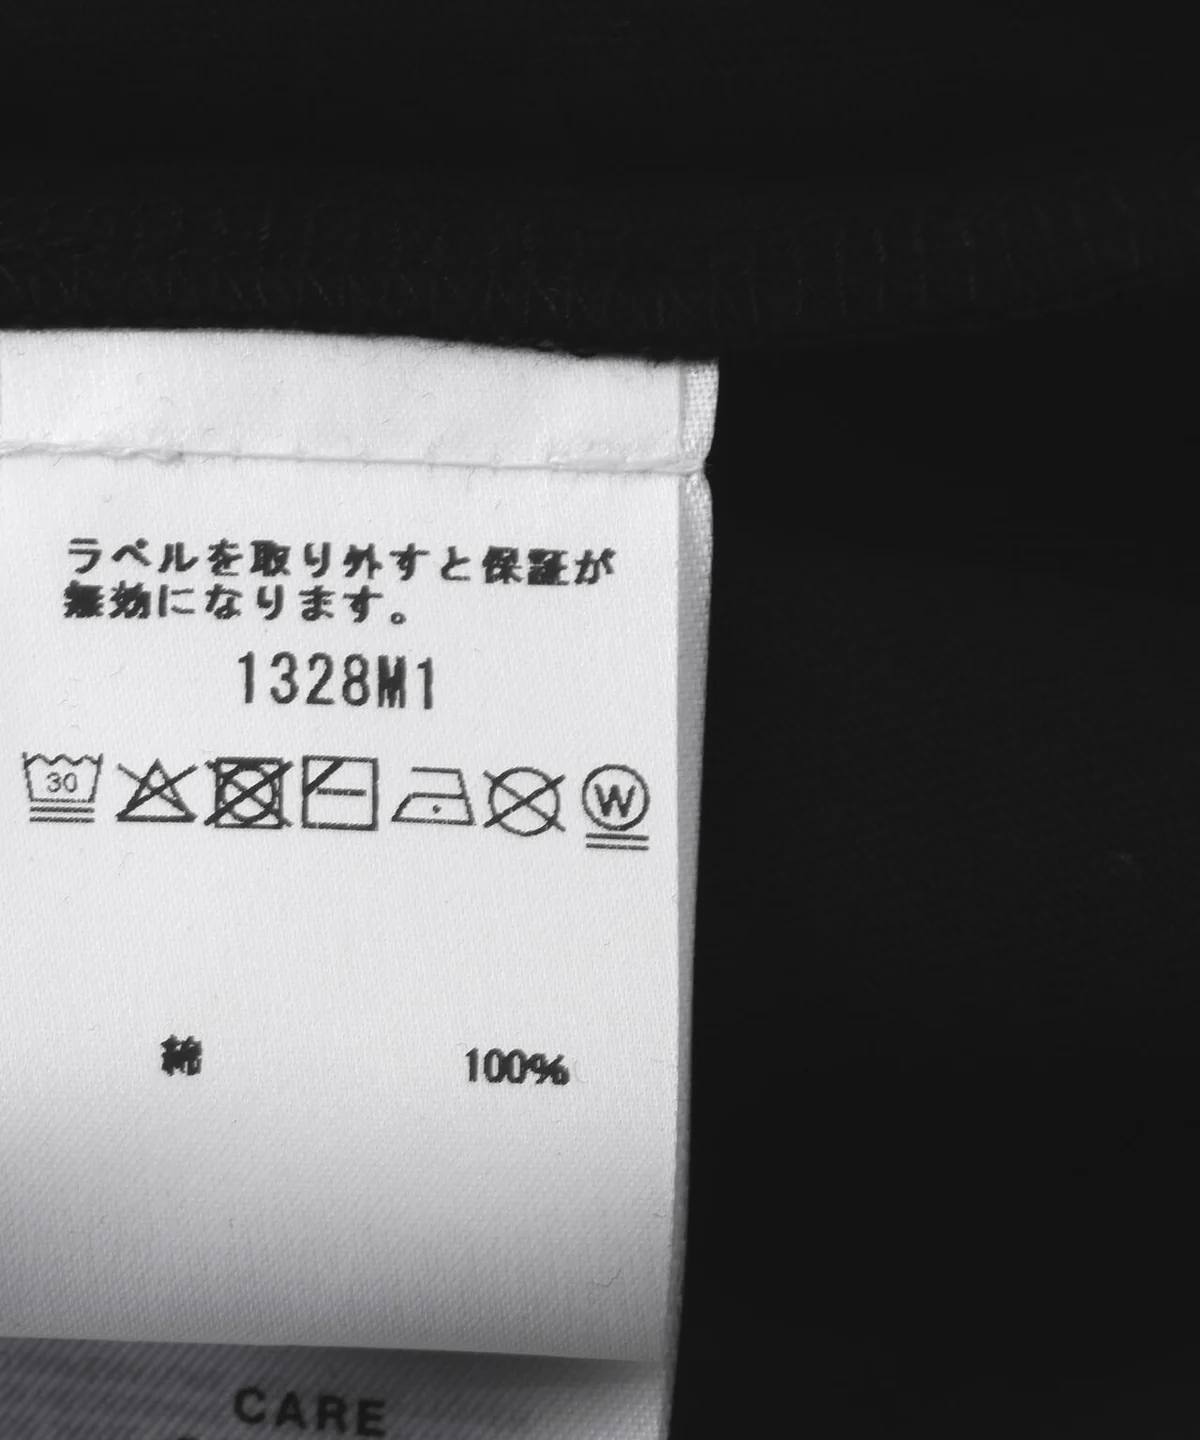 ラベルを取り外すと保証が
無効になります。
1328M1
30 W
綿 100%
CARE